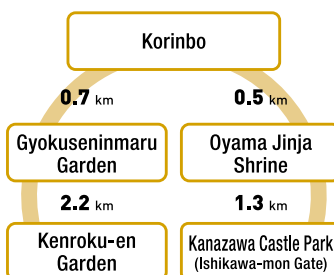 Korinbo
0.7 km
0.5 km
Gyokuseninmaru
Garden
Oyama Jinja
Shrine
2.2 km
1.3 km
Kenroku-en
Garden
Kanazawa Castle Park
(Ishikawa-mon Gate)